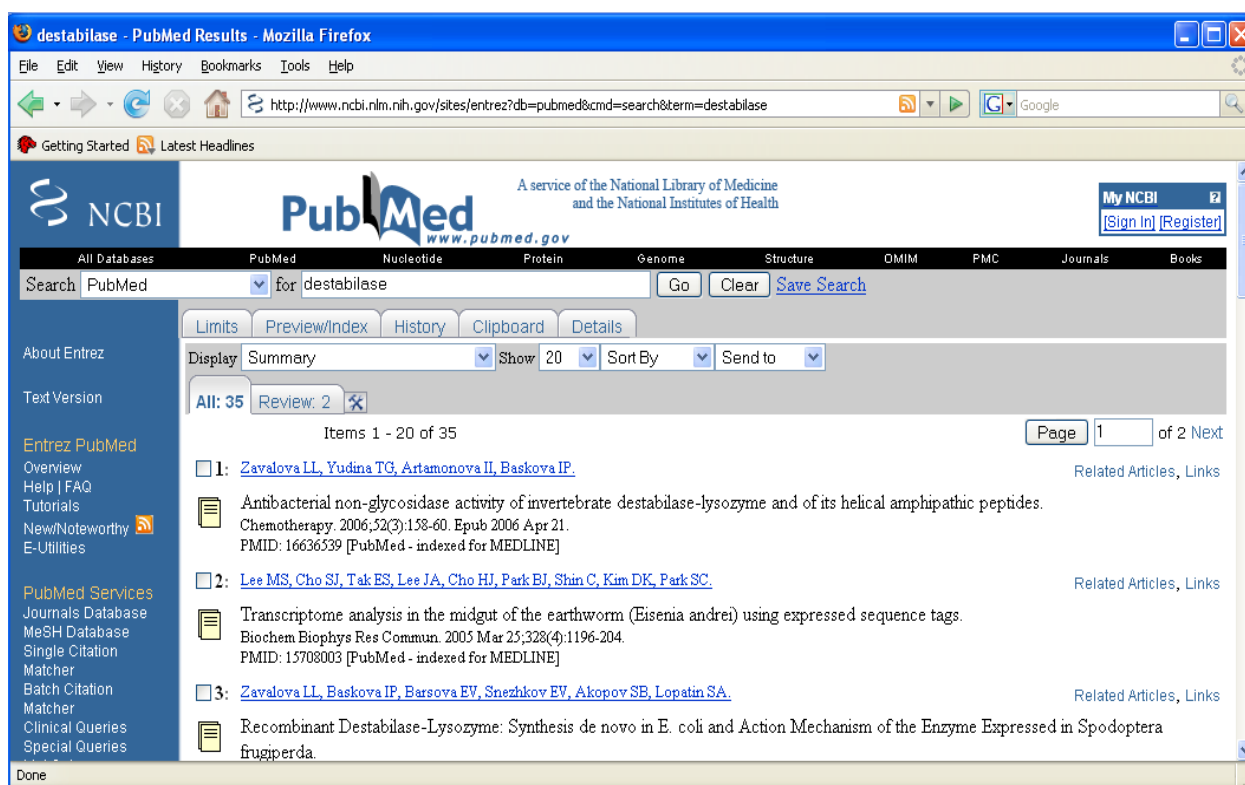 destabilase - PubMed Results - Mozilla Firefox
File Edit View History Bookmarks Tools Help
http://www.ncbi.nlm.nih.gov/sites/entrez?db=pubmed&cmd=search&term=destabilase
G Google
Getting Started Latest Headlines
NCBI
PubMed
www.pubmed.gov
A service of the National Library of Medicine
and the National Institutes of Health
My NCBI ?
[Sign In] [Register]
All Databases PubMed Nucleotide Protein Genome Structure OMIM PMC Journals Books
Search PubMed for destabilase Go Clear Save Search
Limits Preview/Index History Clipboard Details
Display Summary Show 20 Sort By Send to
All: 35 Review: 2
Items 1 - 20 of 35
Page 1 of 2 Next
About Entrez
Text Version
Entrez PubMed
Overview
Help | FAQ
Tutorials
New/Noteworthy
E-Utilities
PubMed Services
Journals Database
MeSH Database
Single Citation
Matcher
Batch Citation
Matcher
Clinical Queries
Special Queries
1: Zavalova LL, Yudina TG, Artamonova II, Baskova IP.
Related Articles, Links
Antibacterial non-glycosidase activity of invertebrate destabilase-lysozyme and of its helical amphipathic peptides.
Chemotherapy. 2006;52(3):158-60. Epub 2006 Apr 21.
PMID: 16636539 [PubMed - indexed for MEDLINE]
2: Lee MS, Cho SJ, Tak ES, Lee JA, Cho HJ, Park BJ, Shin C, Kim DK, Park SC.
Related Articles, Links
Transcriptome analysis in the midgut of the earthworm (Eisenia andrei) using expressed sequence tags.
Biochem Biophys Res Commun. 2005 Mar 25;328(4):1196-204.
PMID: 15708003 [PubMed - indexed for MEDLINE]
3: Zavalova LL, Baskova IP, Barsova EV, Snezhkov EV, Akopov SB, Lopatin SA.
Related Articles, Links
Recombinant Destabilase-Lysozyme: Synthesis de novo in E. coli and Action Mechanism of the Enzyme Expressed in Spodoptera
frugiperda.
Done